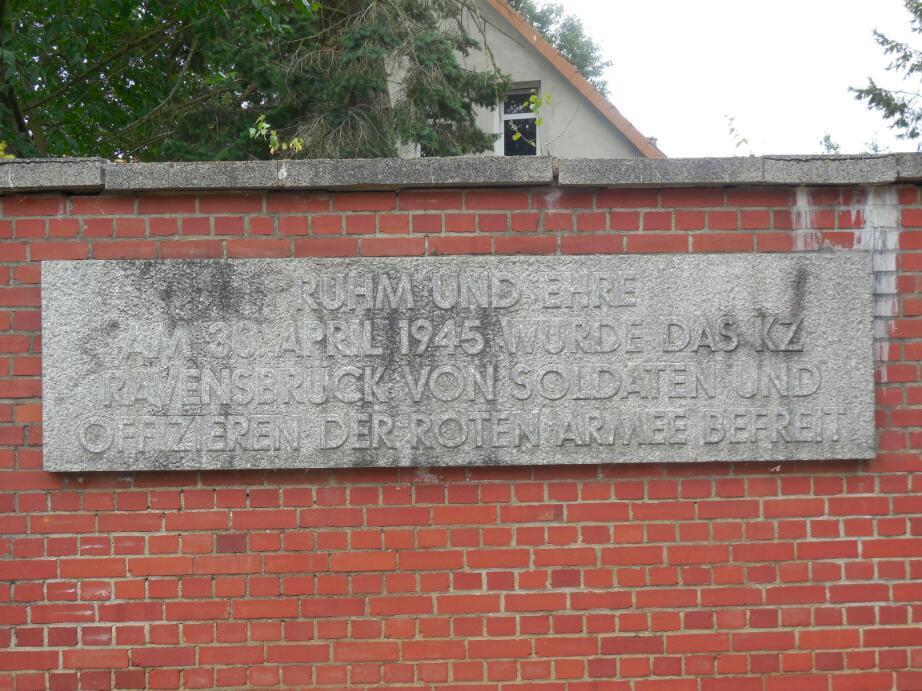 RUHM UND EHRE
AM 30. APRIL 1945 WURDE DAS KZ
RAVENSBRÜCK VON SOLDATEN UND
OFFIZIEREN DER ROTEN ARMEE BEFREIT